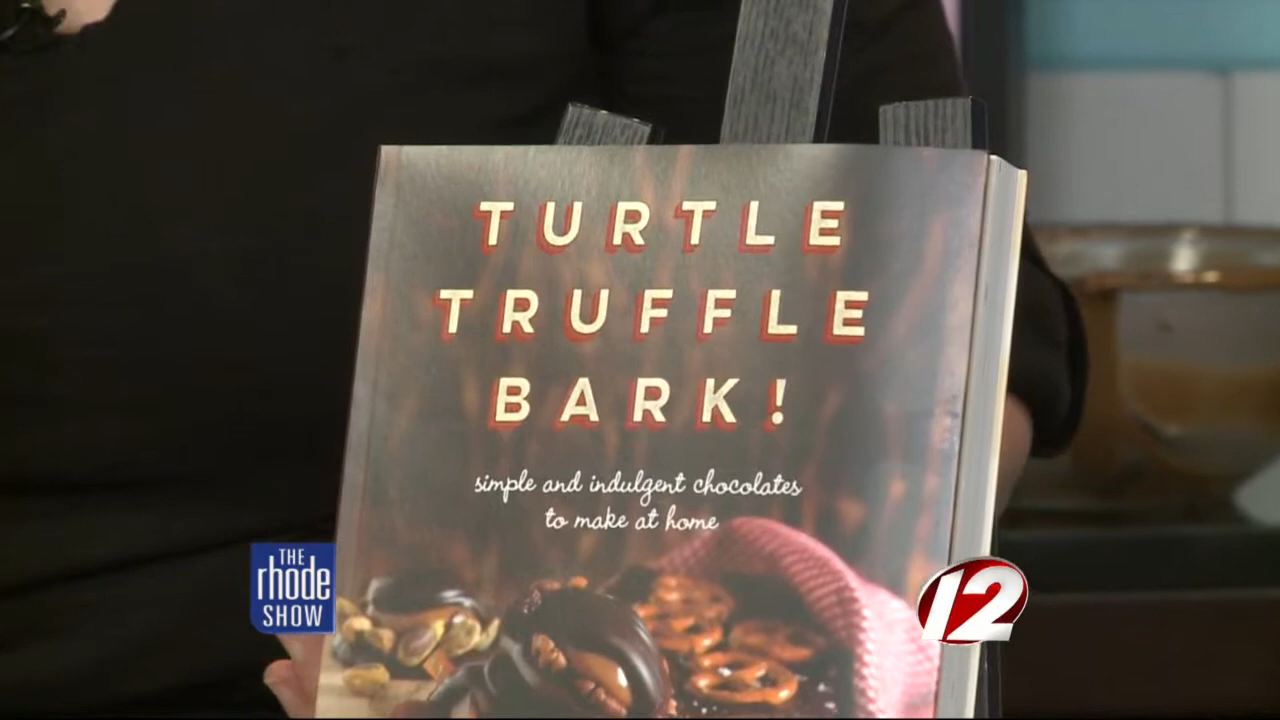 TURTLE
TRUFFLE
BARK!
simple and indulgent chocolates
to make at home
THE
rhode
SHOW
12